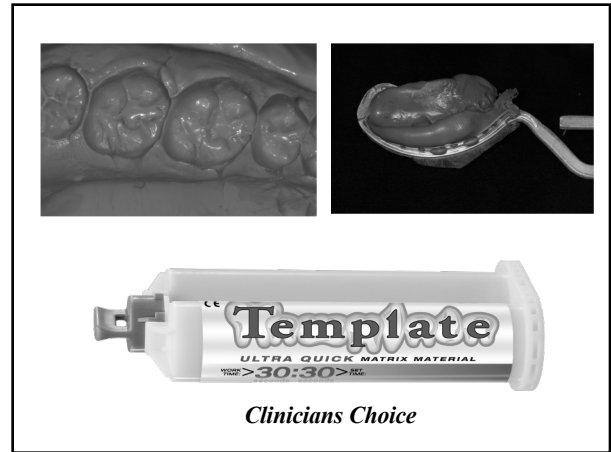 CE
Template
ULTRA QUICK MATRIX MATERIAL
WORK TIME: >30:30> SET TIME:
Clinicians Choice